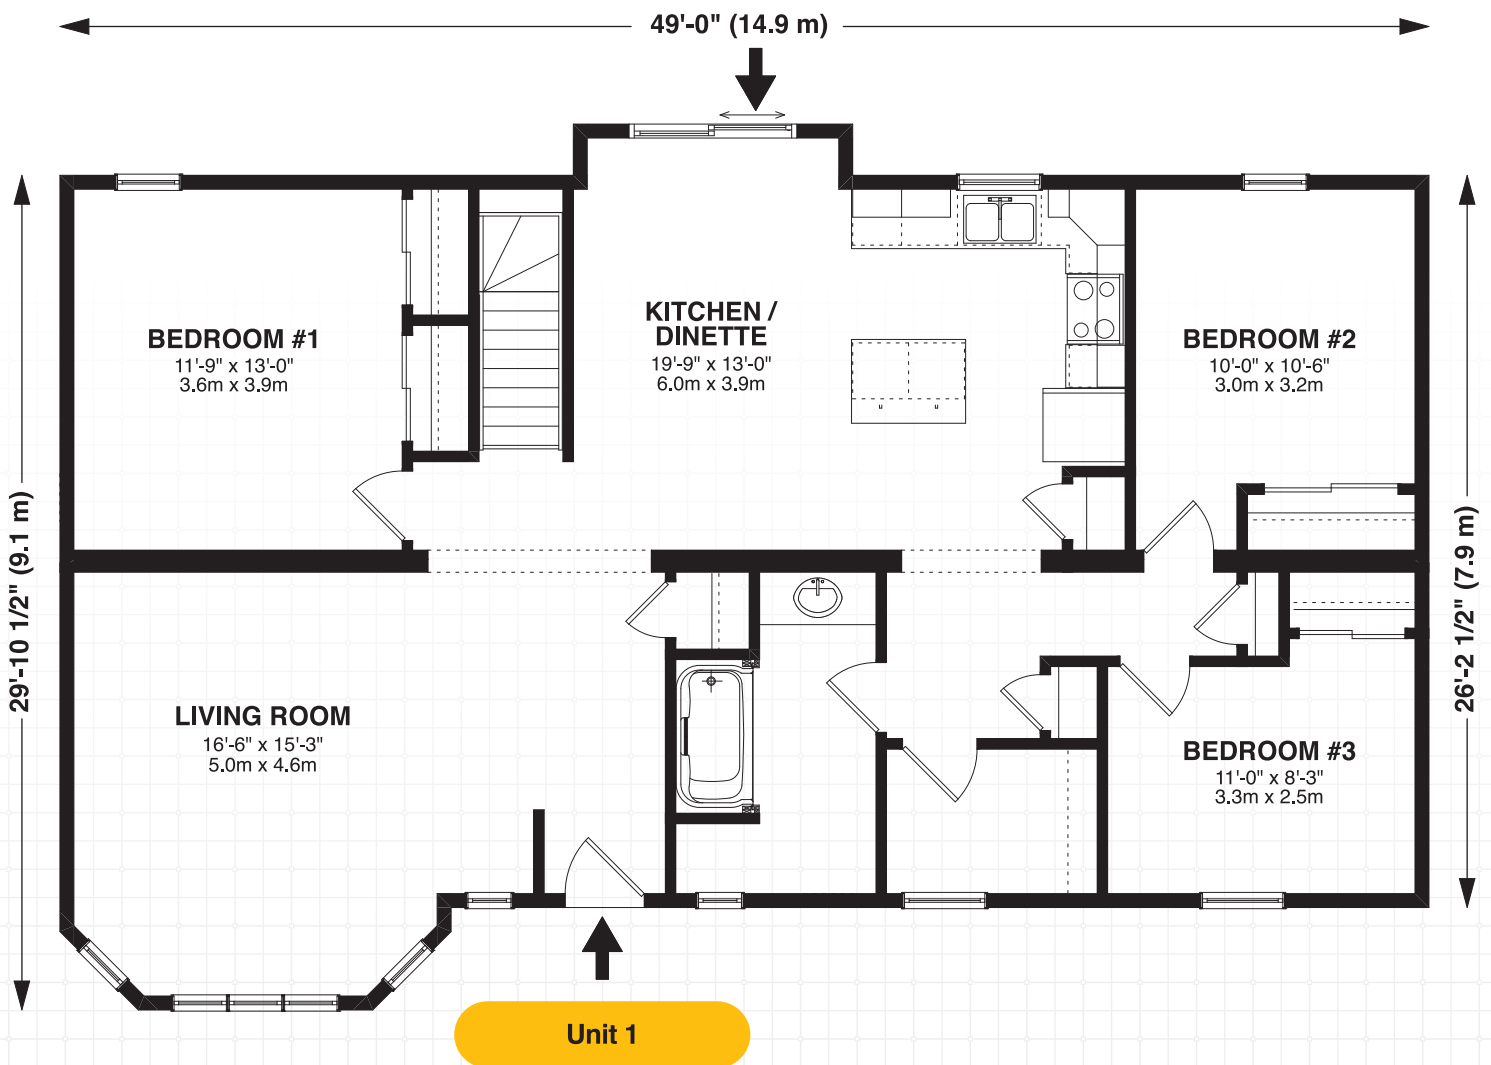 49'-0" (14.9 m)
BEDROOM #1
11'-9" x 13'-0"
3.6m x 3.9m
KITCHEN /
DINETTE
19'-9" x 13'-0"
6.0m x 3.9m
BEDROOM #2
10'-0" x 10'-6"
3.0m x 3.2m
29'-10 1/2" (9.1 m)
26'-2 1/2" (7.9 m)
LIVING ROOM
16'-6" x 15'-3"
5.0m x 4.6m
BEDROOM #3
11'-0" x 8'-3"
3.3m x 2.5m
Unit 1